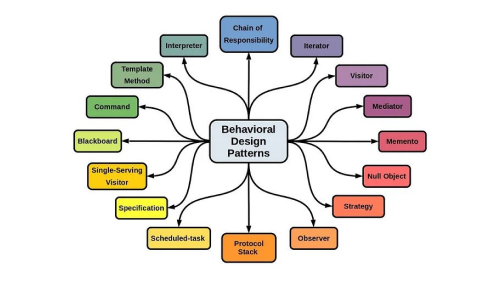 Chain of
Responsibility
Interpreter
Iterator
Template
Method
Visitor
Command
Mediator
Behavioral
Design
Patterns
Blackboard
Memento
Single-Serving
Visitor
Null Object
Specification
Strategy
Scheduled-task
Protocol
Stack
Observer